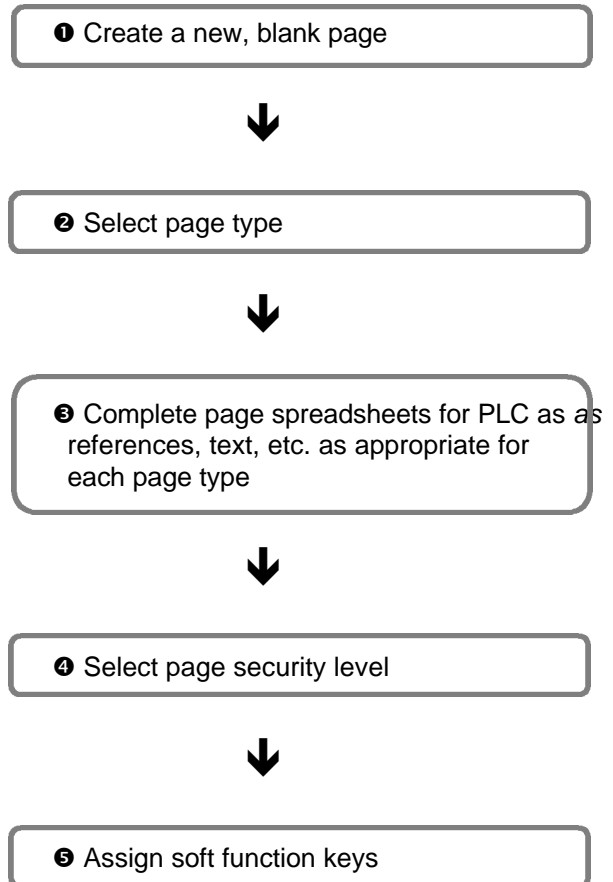 ❶ Create a new, blank page
❷ Select page type
❸ Complete page spreadsheets for PLC as as
references, text, etc. as appropriate for
each page type
❹ Select page security level
❺ Assign soft function keys